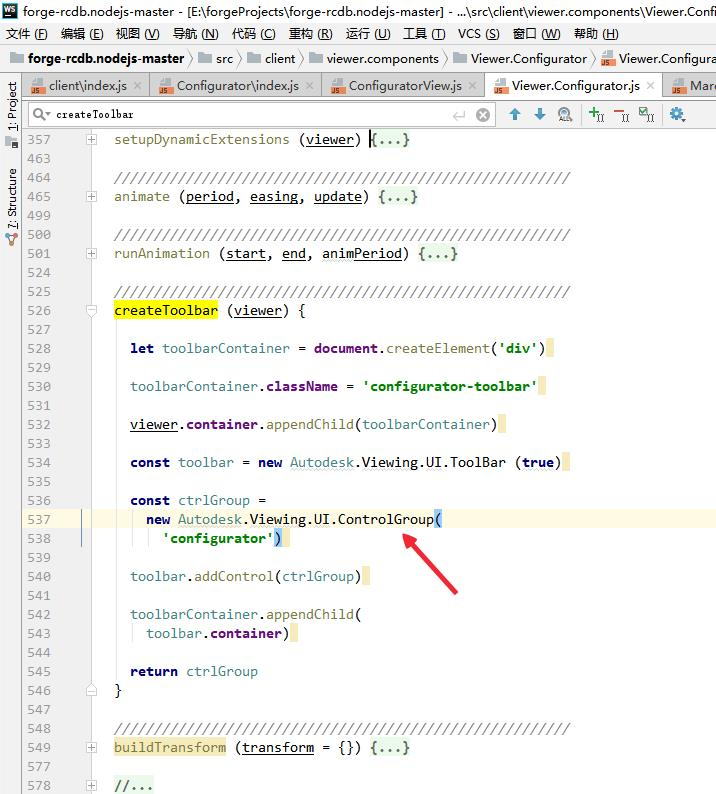 WS forge-rcdb.nodejs-master - [E:\forgeProjects\forge-rcdb.nodejs-master] - ...\src\client\viewer.components\Viewer.Confi
文件 (F) 编辑 (E) 视图 (V) 导航 (N) 代码 (C) 重构 (R) 运行 (U) 工具 (T) VCS (S) 窗口 (W) 帮助 (H)
forge-rcdb.nodejs-master src client viewer.components Viewer.Configurator Viewer.Configura
client\index.js Configurator\index.js ConfiguratorView.js Viewer.Configurator.js Marc
1: Project
7: Structure
createToolbar
357 setupDynamicExtensions (viewer) {...}
463
464 ////////////////////////////////////////////////////////
465 animate (period, easing, update) {...}
499
500 ////////////////////////////////////////////////////////
501 runAnimation (start, end, animPeriod) {...}
524
525 ////////////////////////////////////////////////////////
526 createToolbar (viewer) {
527
528 let toolbarContainer = document.createElement('div')
529
530 toolbarContainer.className = 'configurator-toolbar'
531
532 viewer.container.appendChild(toolbarContainer)
533
534 const toolbar = new Autodesk.Viewing.UI.ToolBar (true)
535
536 const ctrlGroup =
537 new Autodesk.Viewing.UI.ControlGroup(
538 'configurator')
539
540 toolbar.addControl(ctrlGroup)
541
542 toolbarContainer.appendChild(
543 toolbar.container)
544
545 return ctrlGroup
546 }
547
548 ////////////////////////////////////////////////////////
549 buildTransform (transform = {}) {...}
577
578 //...